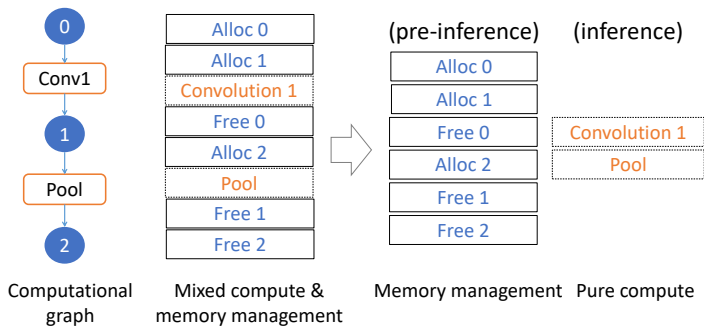 0
Conv1
1
Pool
2
Computational
graph
Alloc 0
Alloc 1
Convolution 1
Free 0
Alloc 2
Pool
Free 1
Free 2
Mixed compute &
memory management
(pre-inference)
Alloc 0
Alloc 1
Free 0
Alloc 2
Free 1
Free 2
Memory management
(inference)
Convolution 1
Pool
Pure compute